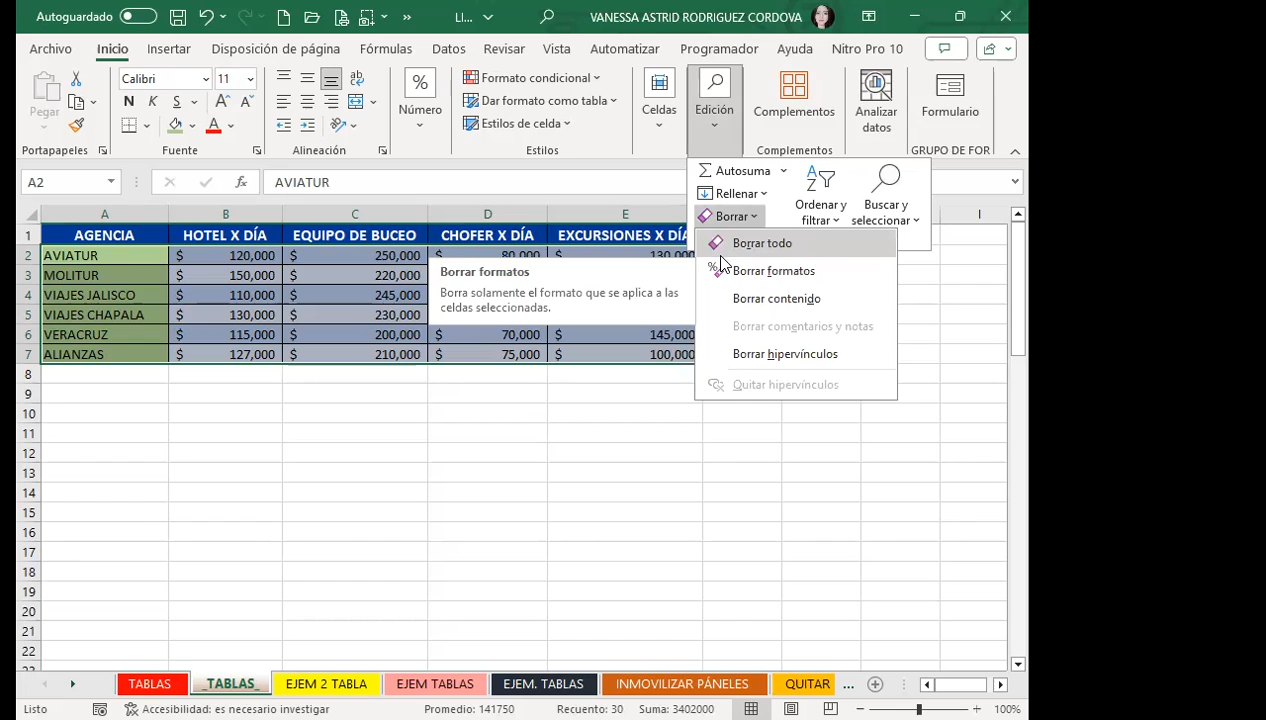 Autoguardado LI... VANESSA ASTRID RODRIGUEZ CORDOVA
Archivo Inicio Insertar Disposición de página Fórmulas Datos Revisar Vista Automatizar Programador Ayuda Nitro Pro 10
Pegar
Calibri 11
N K S
Número
Formato condicional
Dar formato como tabla
Estilos de celda
Celdas
Edición
Complementos
Analizar
datos
Formulario
Portapapeles Fuente Alineación Estilos Complementos GRUPO DE FOR
Autosuma
Rellenar
Borrar
Ordenar y
filtrar
Buscar y
seleccionar
A2 fx AVIATUR
A B C D E I
1 AGENCIA HOTEL X DÍA EQUIPO DE BUCEO CHOFER X DÍA EXCURSIONES X DÍA
2 AVIATUR $ 120,000 250,000 $ 80,000 $ 130,000
3 MOLITUR $ 150,000 220,000
4 VIAJES JALISCO $ 110,000 245,000
5 VIAJES CHAPALA $ 130,000 230,000
6 VERACRUZ $ 115,000 200,000 70,000 145,000
7 ALIANZAS $ 127,000 $ 210,000 $ 75,000 $ 100,000
Borrar formatos
Borra solamente el formato que se aplica a las
celdas seleccionadas.
Borrar todo
Borrar formatos
Borrar contenido
Borrar comentarios y notas
Borrar hipervínculos
Quitar hipervínculos
8
9
10
11
12
13
14
15
16
17
18
19
20
21
22
TABLAS _TABLAS_ EJEM 2 TABLA EJEM TABLAS EJEM. TABLAS INMOVILIZAR PÁNELES QUITAR ...
Listo Accesibilidad: es necesario investigar Promedio: 141750 Recuento: 30 Suma: 3402000 100%